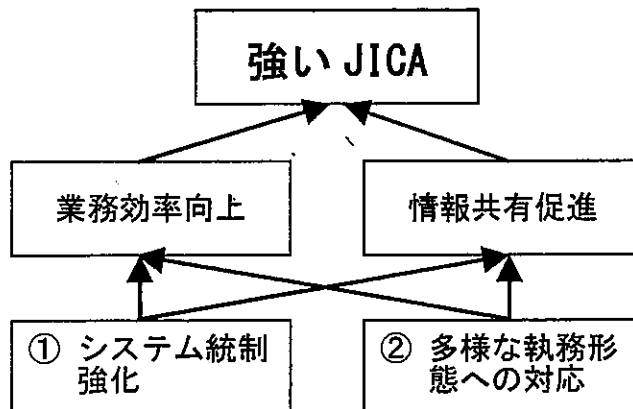 強い JICA
業務効率向上
情報共有促進
① システム統制
強化
② 多様な執務形
態への対応